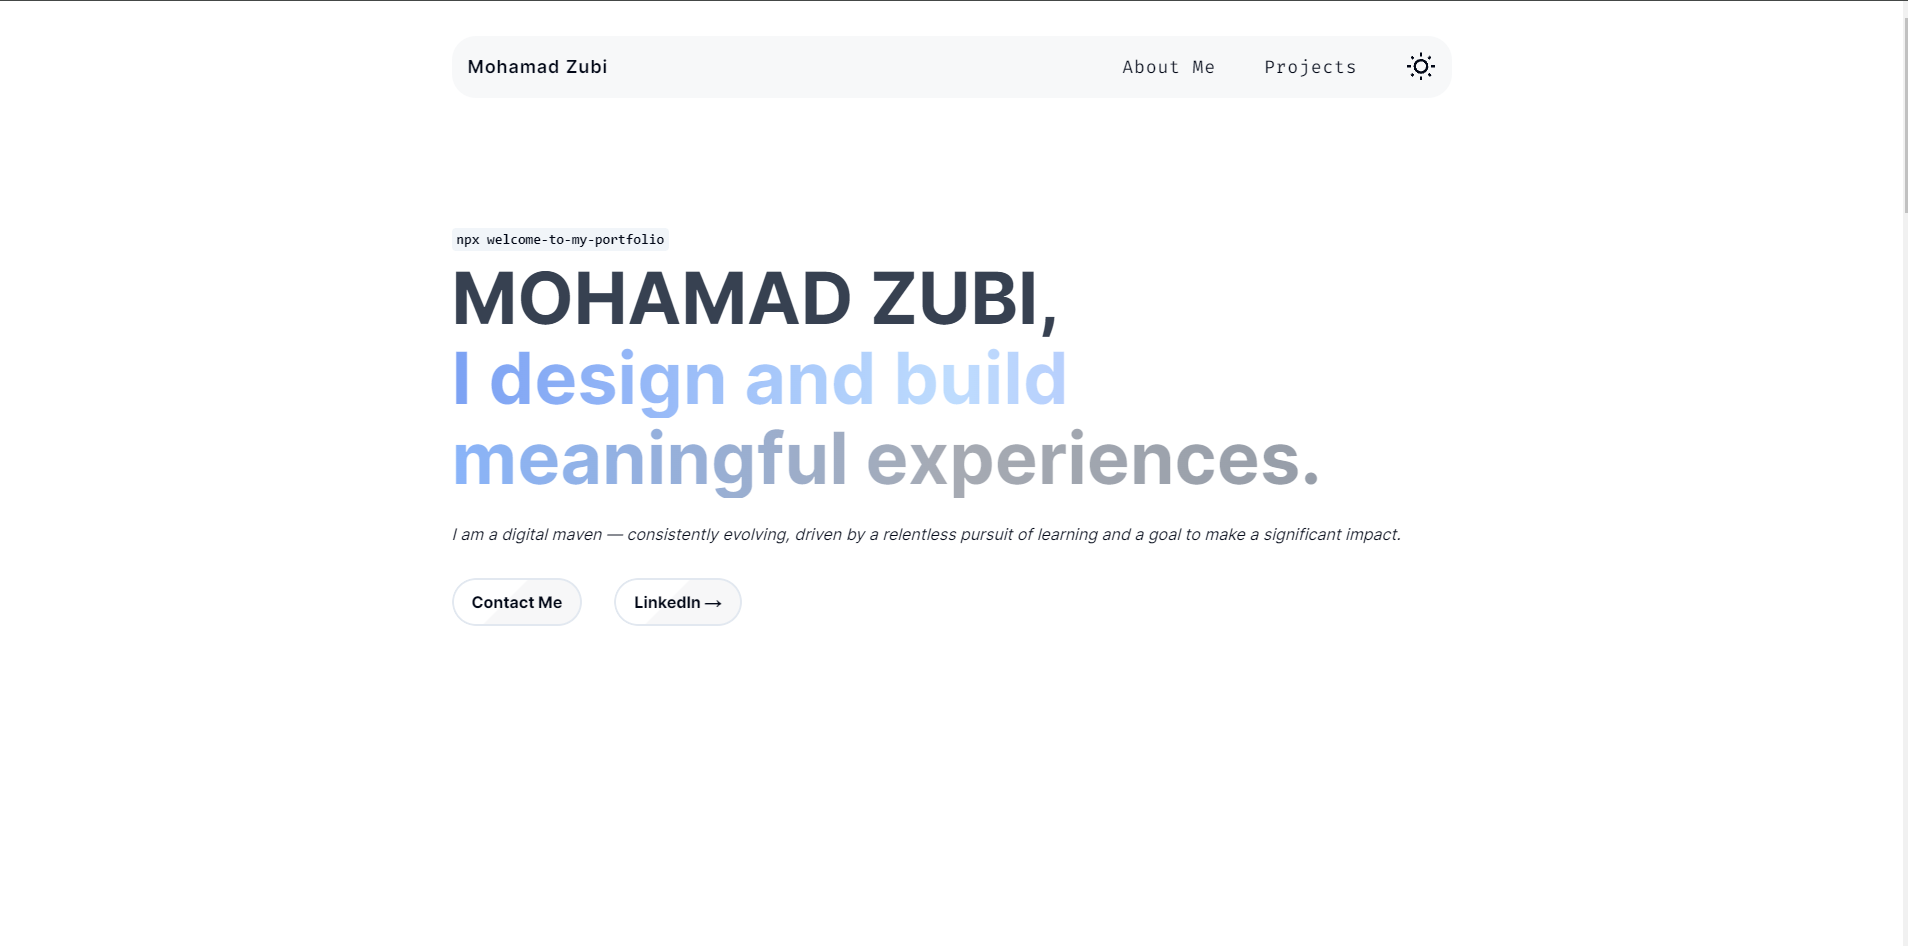 Mohamad Zubi
About Me
Projects
npx welcome-to-my-portfolio
MOHAMAD ZUBI,
I design and build
meaningful experiences.
I am a digital maven — consistently evolving, driven by a relentless pursuit of learning and a goal to make a significant impact.
Contact Me
LinkedIn →